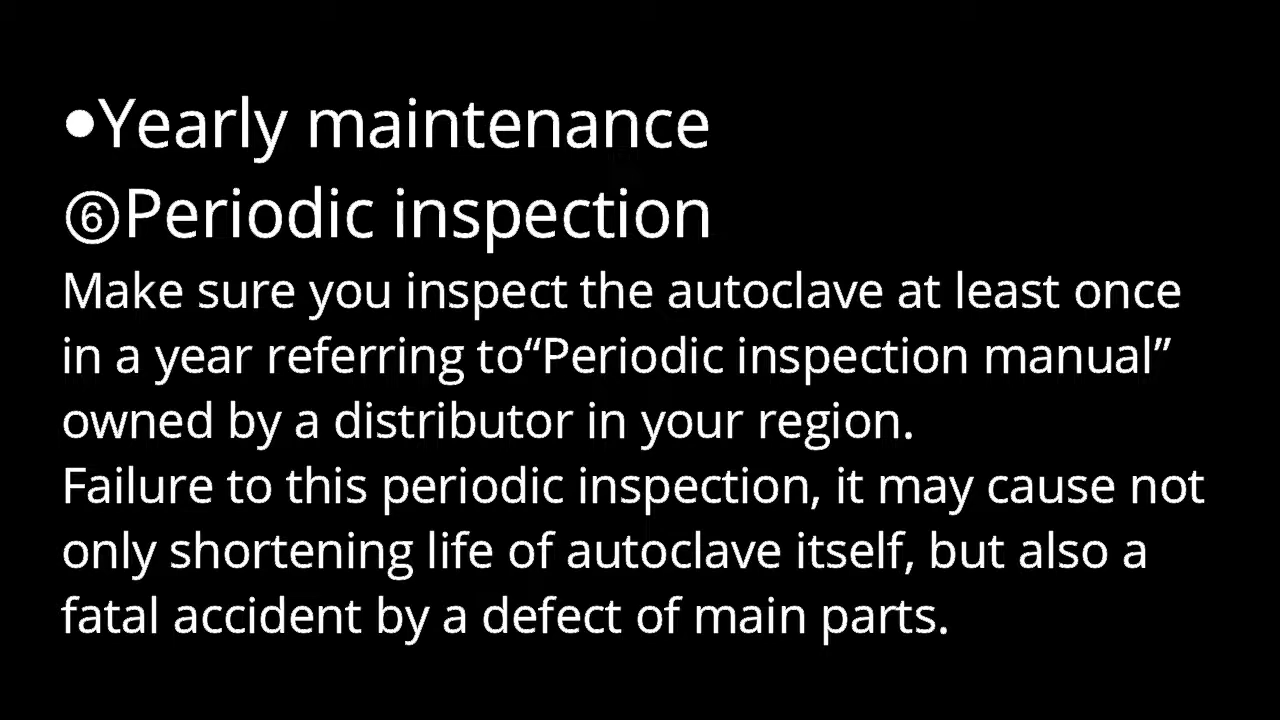 ●Yearly maintenance
⑥Periodic inspection
Make sure you inspect the autoclave at least once
in a year referring to“Periodic inspection manual”
owned by a distributor in your region.
Failure to this periodic inspection, it may cause not
only shortening life of autoclave itself, but also a
fatal accident by a defect of main parts.